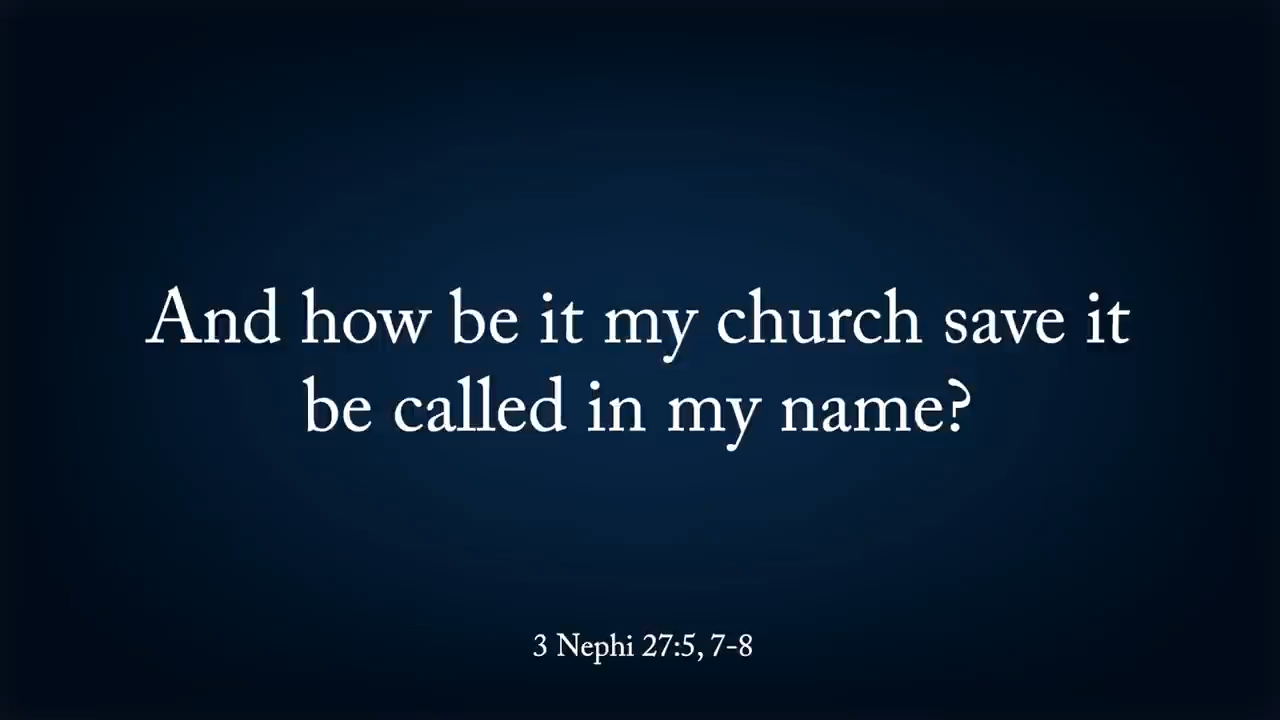 And how be it my church save it
be called in my name?
3 Nephi 27:5, 7-8